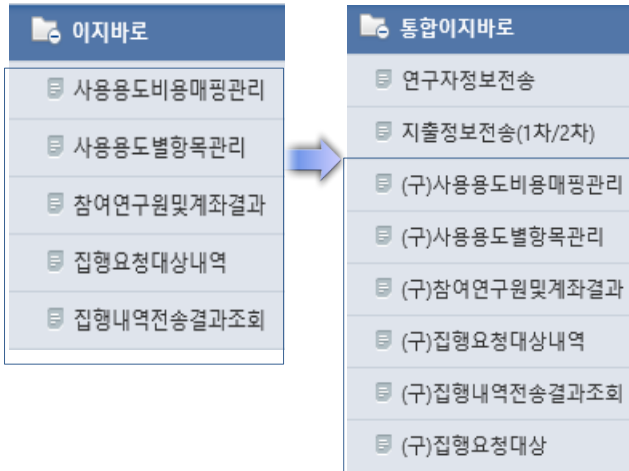 이지바로
사용용도비용매핑관리
사용용도별항목관리
참여연구원및계좌결과
집행요청대상내역
집행내역전송결과조회
통합이지바로
연구자정보전송
지출정보전송(1차/2차)
(구)사용용도비용매핑관리
(구)사용용도별항목관리
(구)참여연구원및계좌결과
(구)집행요청대상내역
(구)집행내역전송결과조회
(구)집행요청대상